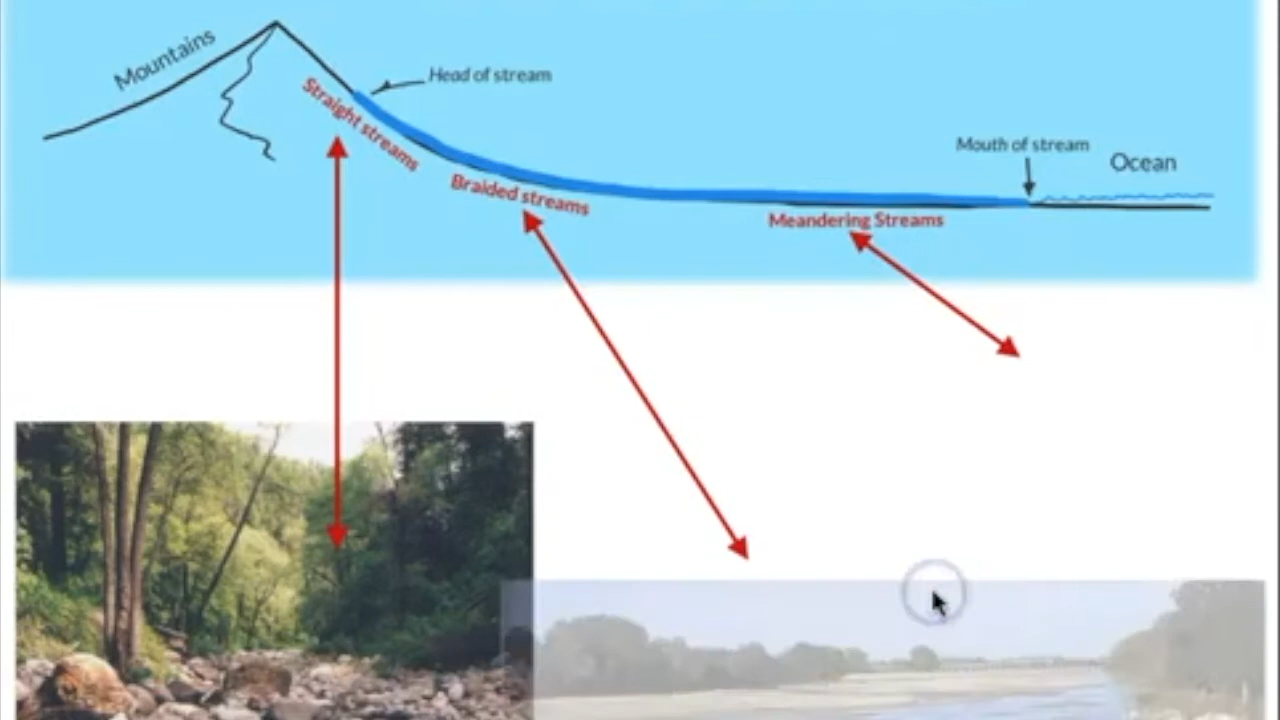 Mountains
Head of stream
Straight streams
Braided streams
Mouth of stream
Ocean
Meandering Streams